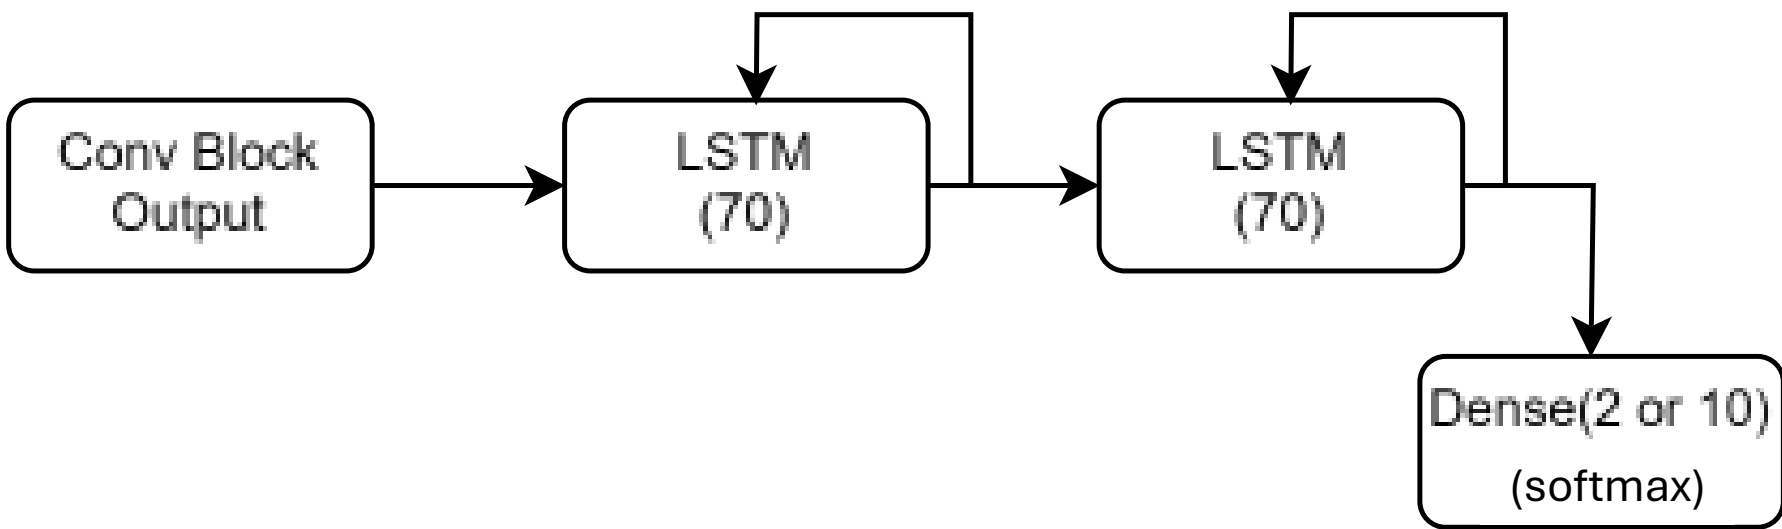 Conv Block
Output
LSTM
(70)
LSTM
(70)
Dense(2 or 10)
(softmax)